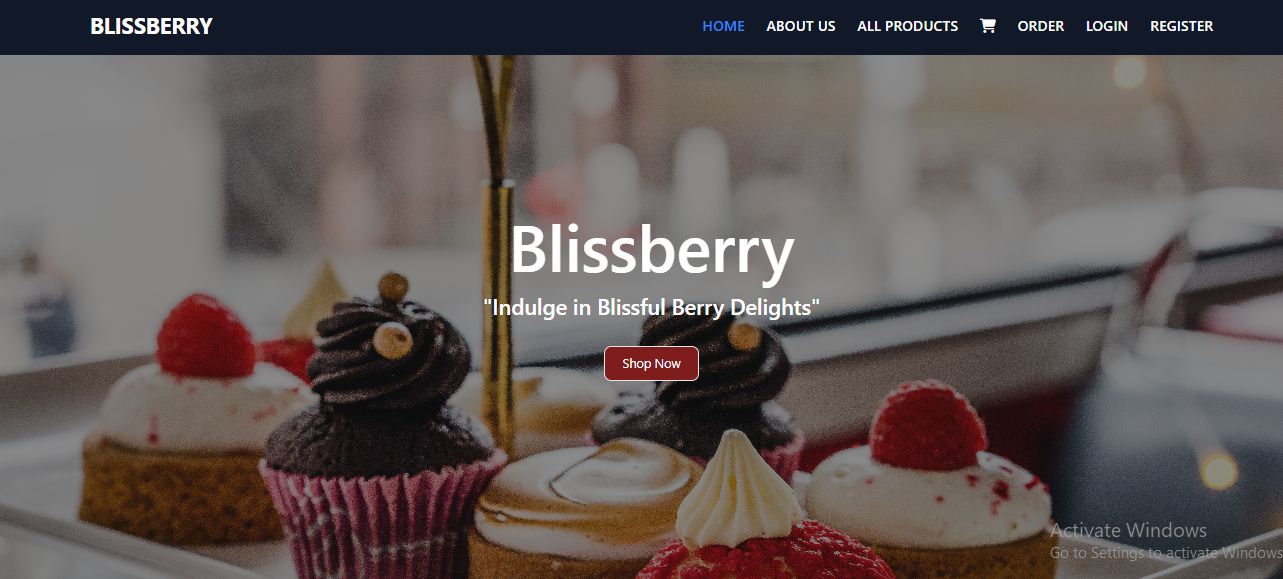 BLISSBERRY
HOME ABOUT US ALL PRODUCTS ORDER LOGIN REGISTER
Blissberry
"Indulge in Blissful Berry Delights"
Shop Now
Activate Windows
Go to Settings to activate Windows